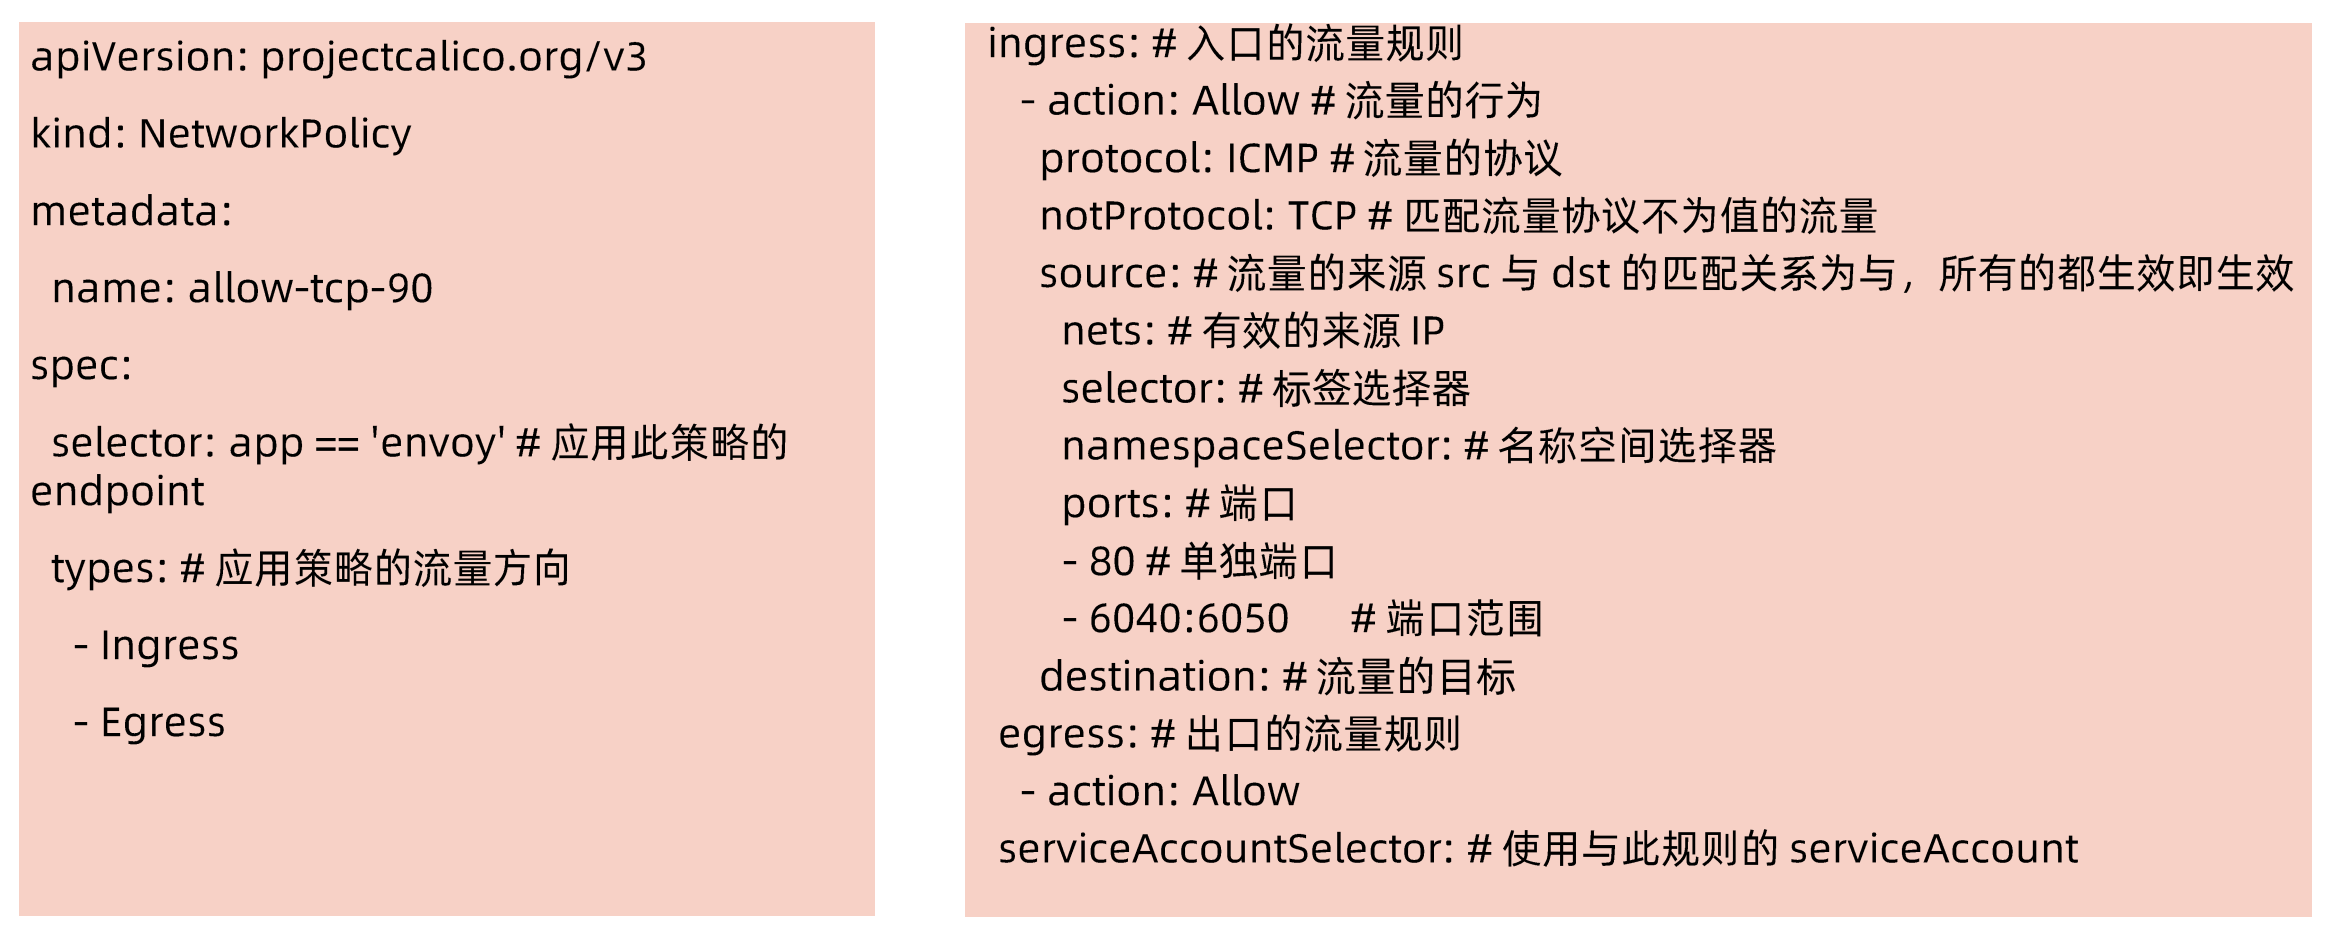 apiVersion: projectcalico.org/v3
kind: NetworkPolicy
metadata:
  name: allow-tcp-90
spec:
  selector: app == 'envoy' # 应用此策略的
endpoint
  types: # 应用策略的流量方向
    - Ingress
    - Egress
ingress: # 入口的流量规则
   - action: Allow # 流量的行为
     protocol: ICMP # 流量的协议
     notProtocol: TCP # 匹配流量协议不为值的流量
     source: # 流量的来源 src 与 dst 的匹配关系为与，所有的都生效即生效
       nets: # 有效的来源 IP
       selector: # 标签选择器
       namespaceSelector: # 名称空间选择器
       ports: # 端口
       - 80 # 单独端口
       - 6040:6050      # 端口范围
     destination: # 流量的目标
 egress: # 出口的流量规则
   - action: Allow
 serviceAccountSelector: # 使用与此规则的 serviceAccount